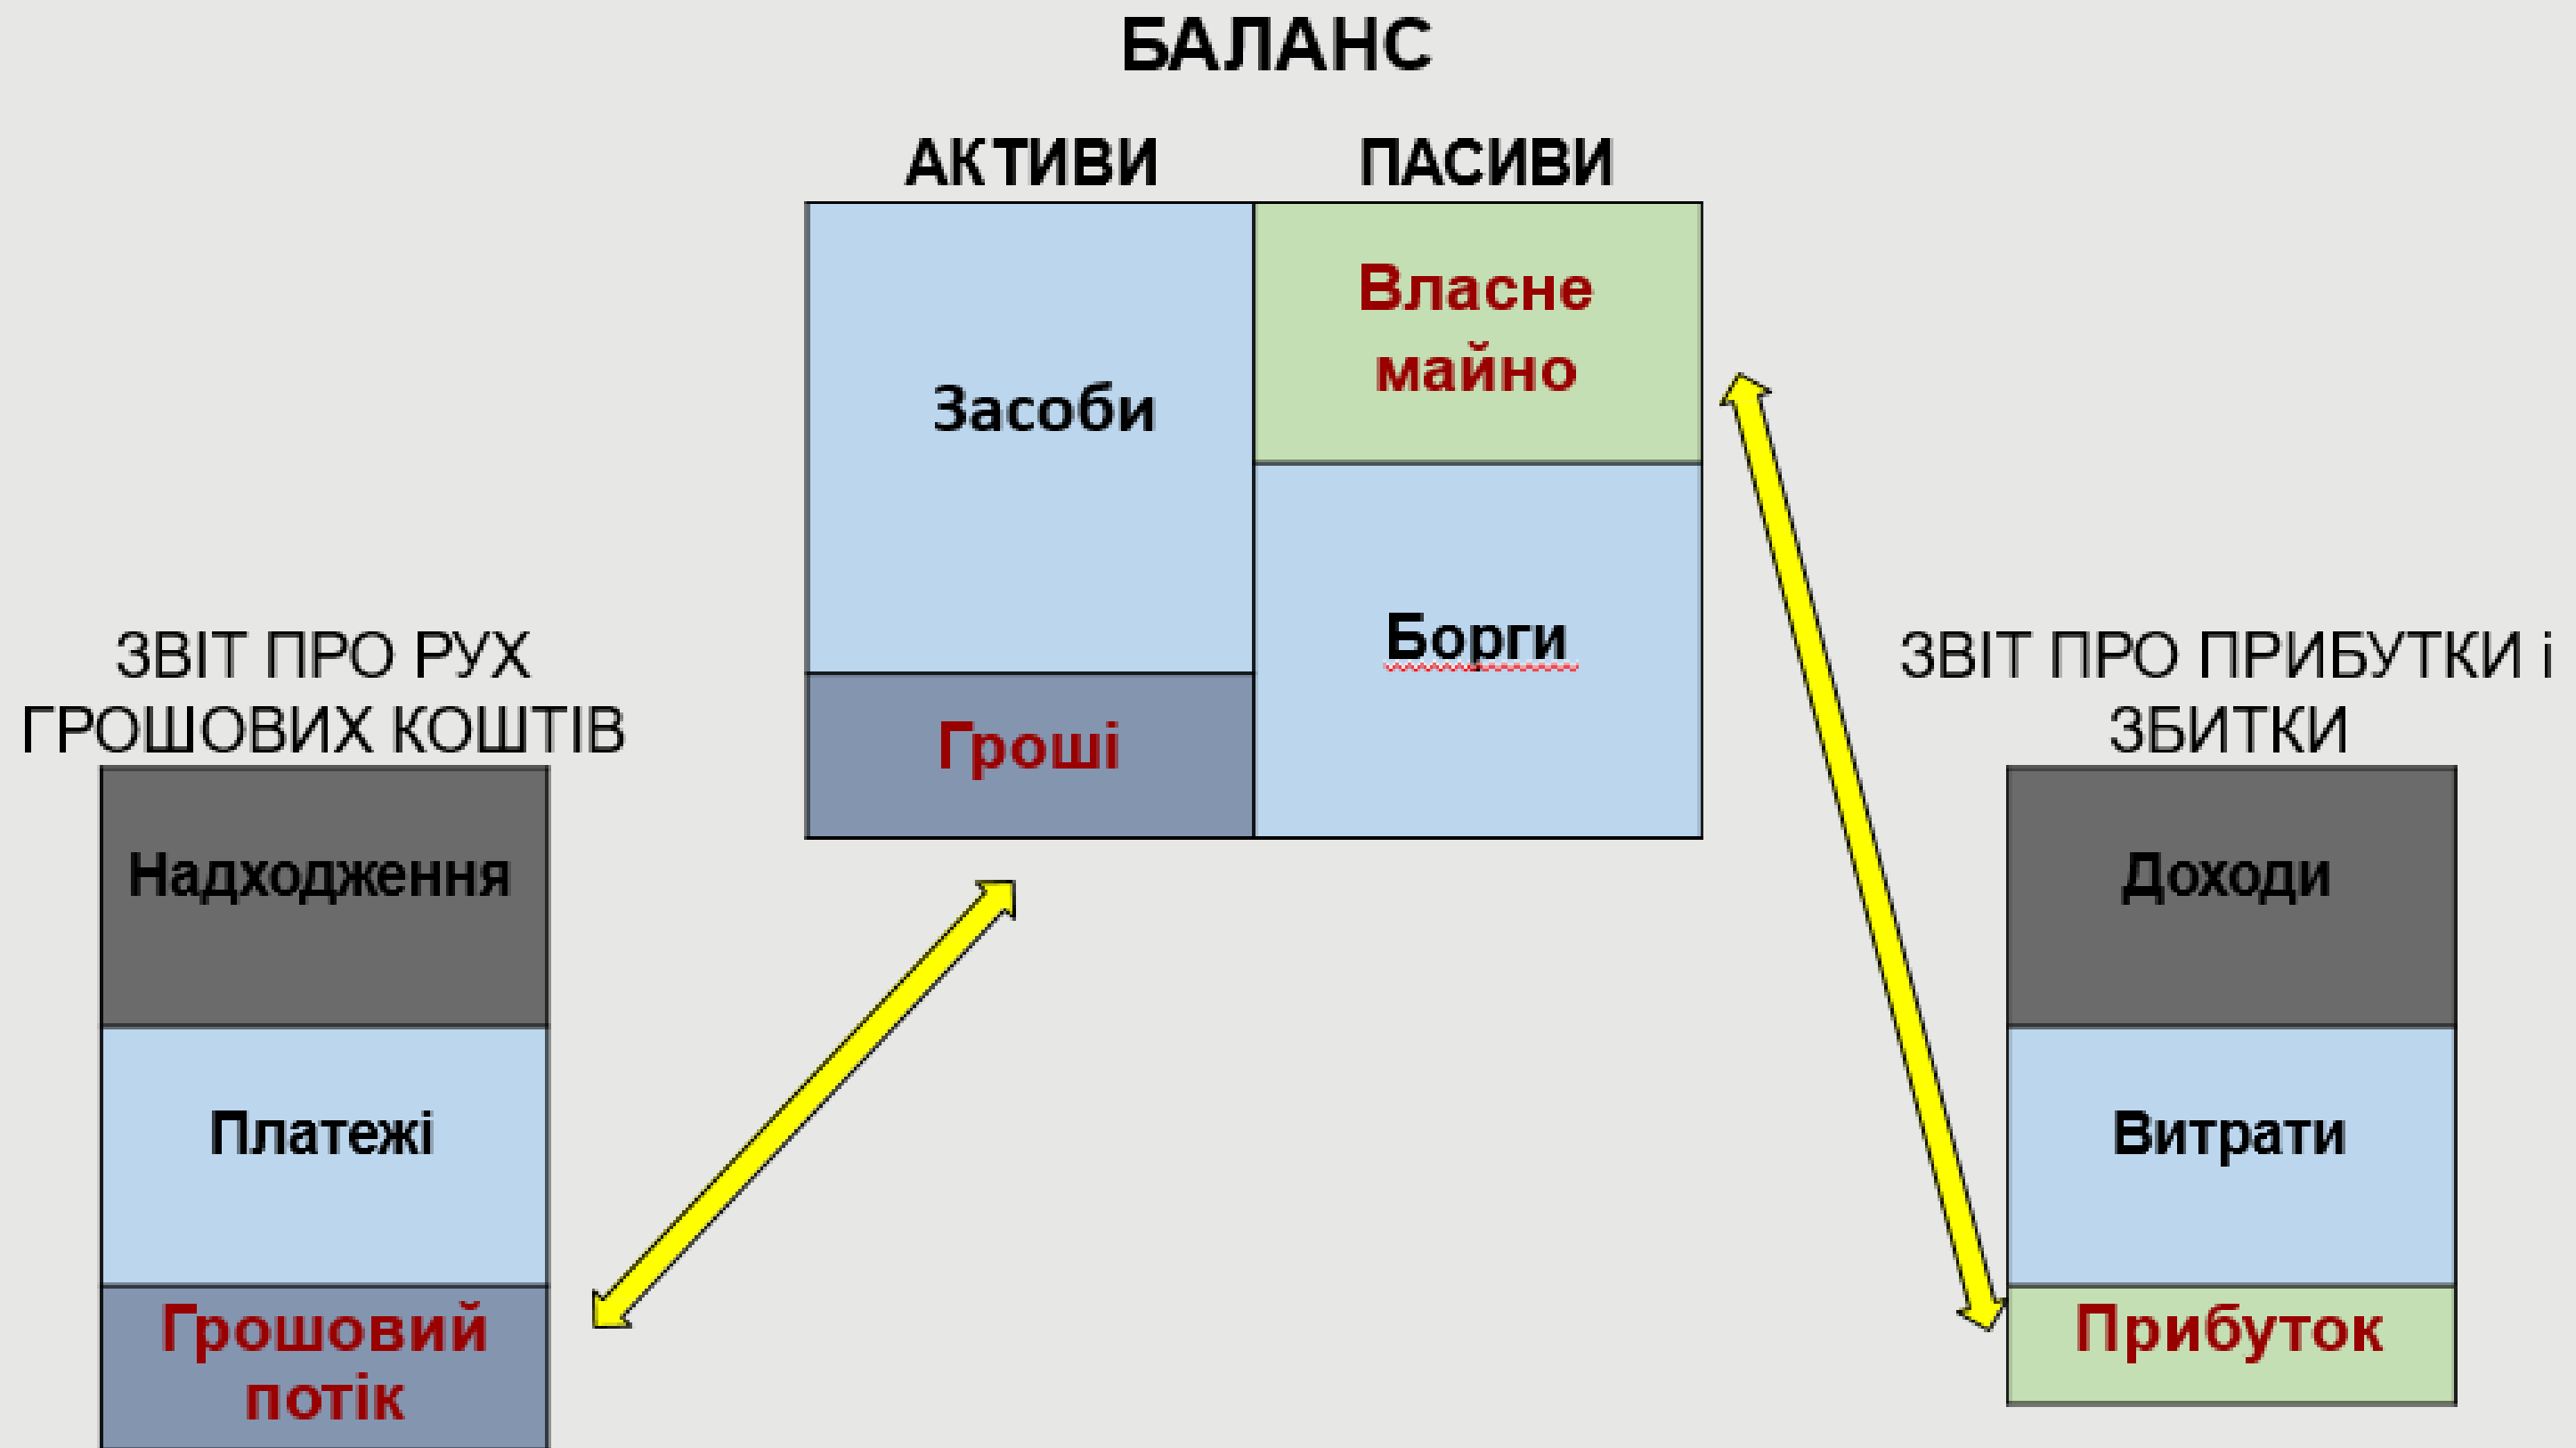 БАЛАНС
АКТИВИ
ПАСИВИ
Засоби
Гроші
Власне
майно
Борги
ЗВІТ ПРО РУХ
ГРОШОВИХ КОШТІВ
Надходження
Платежі
Грошовий
потік
ЗВІТ ПРО ПРИБУТКИ і
ЗБИТКИ
Доходи
Витрати
Прибуток